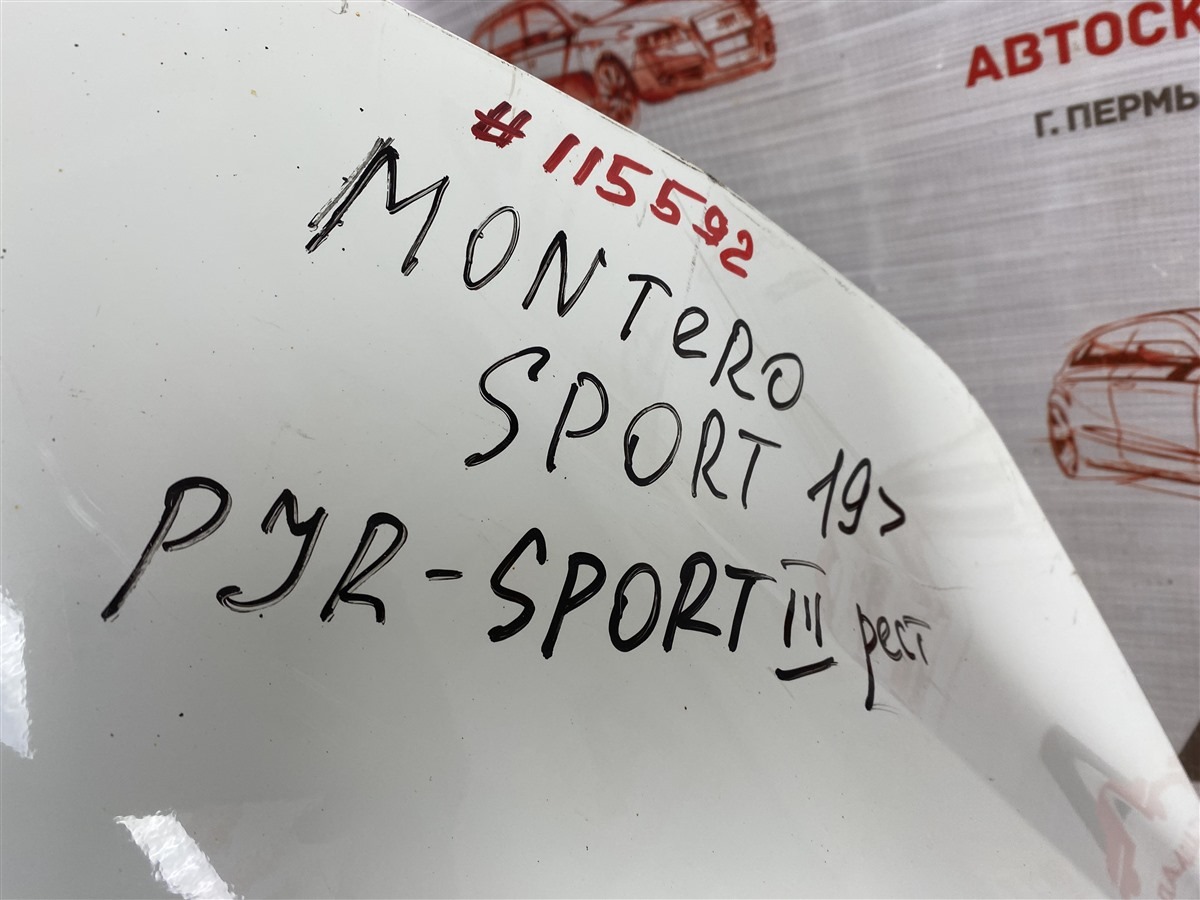 АВТОСК
Г. ПЕРМЬ
# 115592
MONTeRO
SPORT 19>
PJR-SPORT III рест